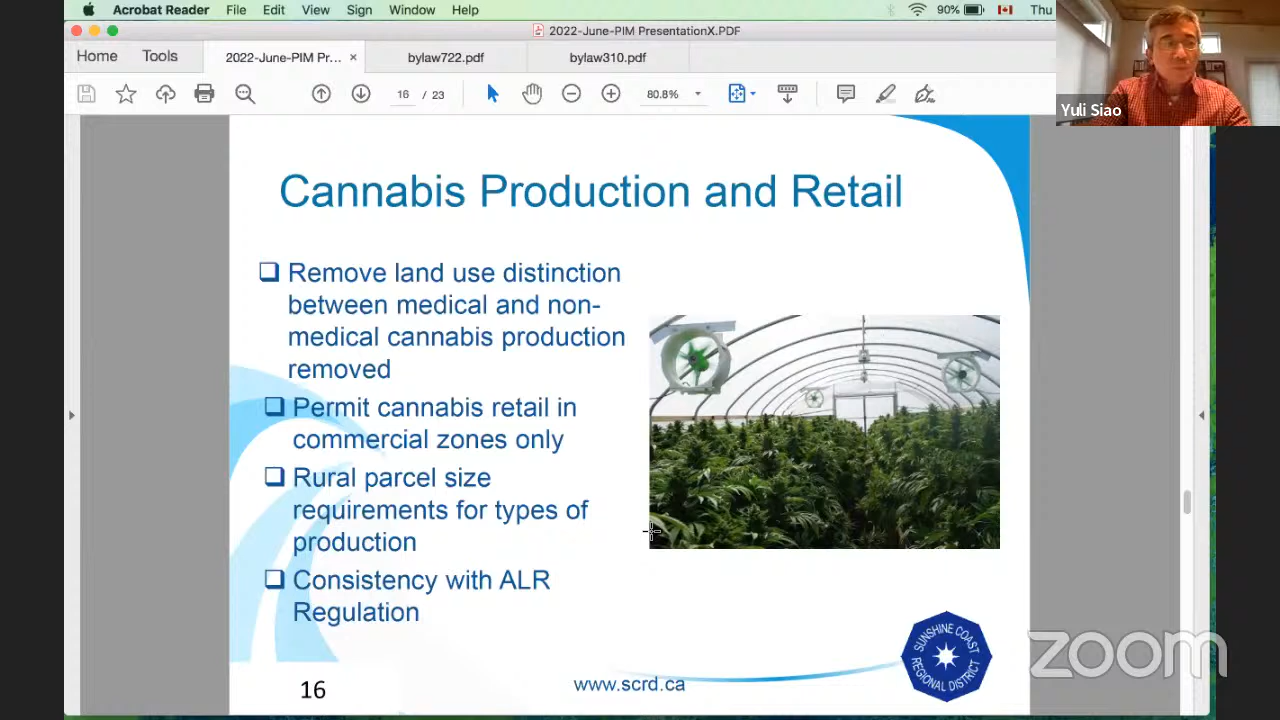 Acrobat Reader File Edit View Sign Window Help 90% Thu
2022-June-PIM PresentationX.PDF
Home Tools 2022-June-PIM Pr... × bylaw722.pdf bylaw310.pdf
16 / 23 80.8%
Yuli Siao
Cannabis Production and Retail
Remove land use distinction
between medical and non-
medical cannabis production
removed
Permit cannabis retail in
commercial zones only
Rural parcel size
requirements for types of
production
Consistency with ALR
Regulation
SUNSHINE COAST
REGIONAL DISTRICT
zoom
www.scrd.ca
16